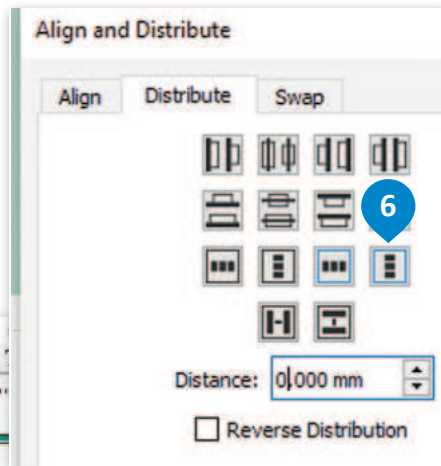 Align and Distribute
Align Distribute Swap
6
Distance: 0.000 mm
Reverse Distribution